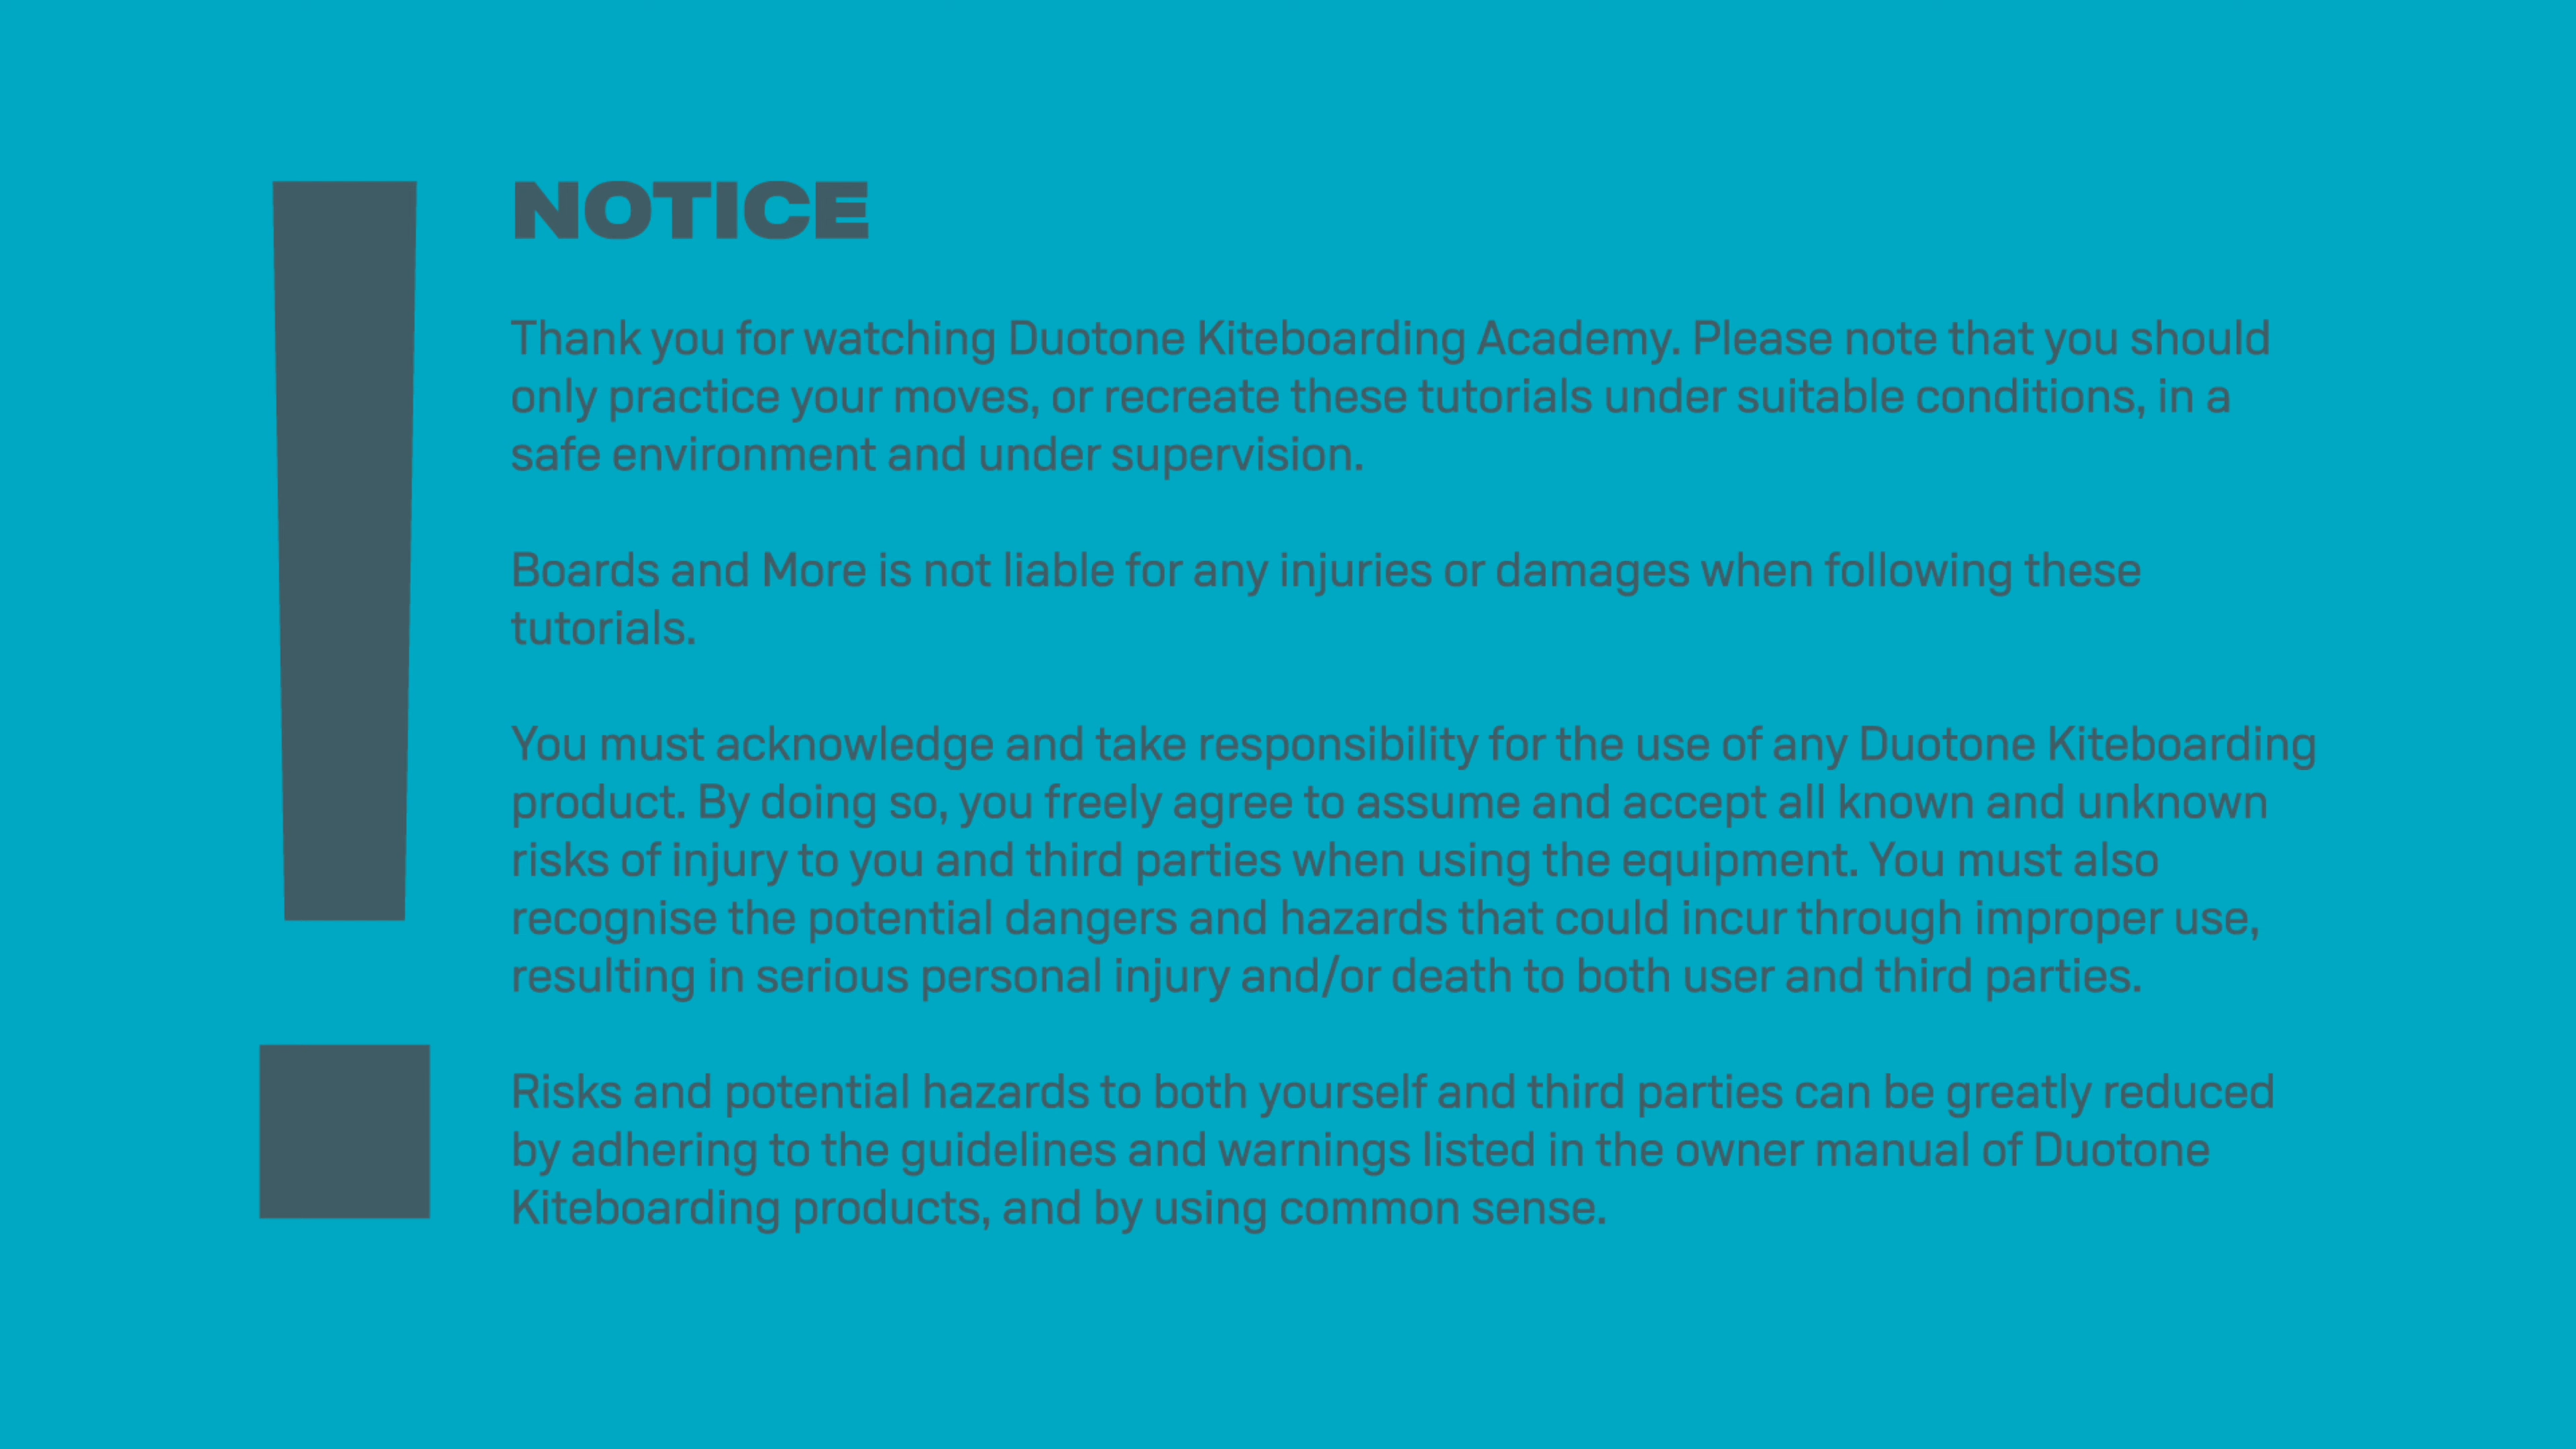 NOTICE
Thank you for watching Duotone Kiteboarding Academy. Please note that you should
only practice your moves, or recreate these tutorials under suitable conditions, in a
safe environment and under supervision.
Boards and More is not liable for any injuries or damages when following these
tutorials.
You must acknowledge and take responsibility for the use of any Duotone Kiteboarding
product. By doing so, you freely agree to assume and accept all known and unknown
risks of injury to you and third parties when using the equipment. You must also
recognise the potential dangers and hazards that could incur through improper use,
resulting in serious personal injury and/or death to both user and third parties.
Risks and potential hazards to both yourself and third parties can be greatly reduced
by adhering to the guidelines and warnings listed in the owner manual of Duotone
Kiteboarding products, and by using common sense.